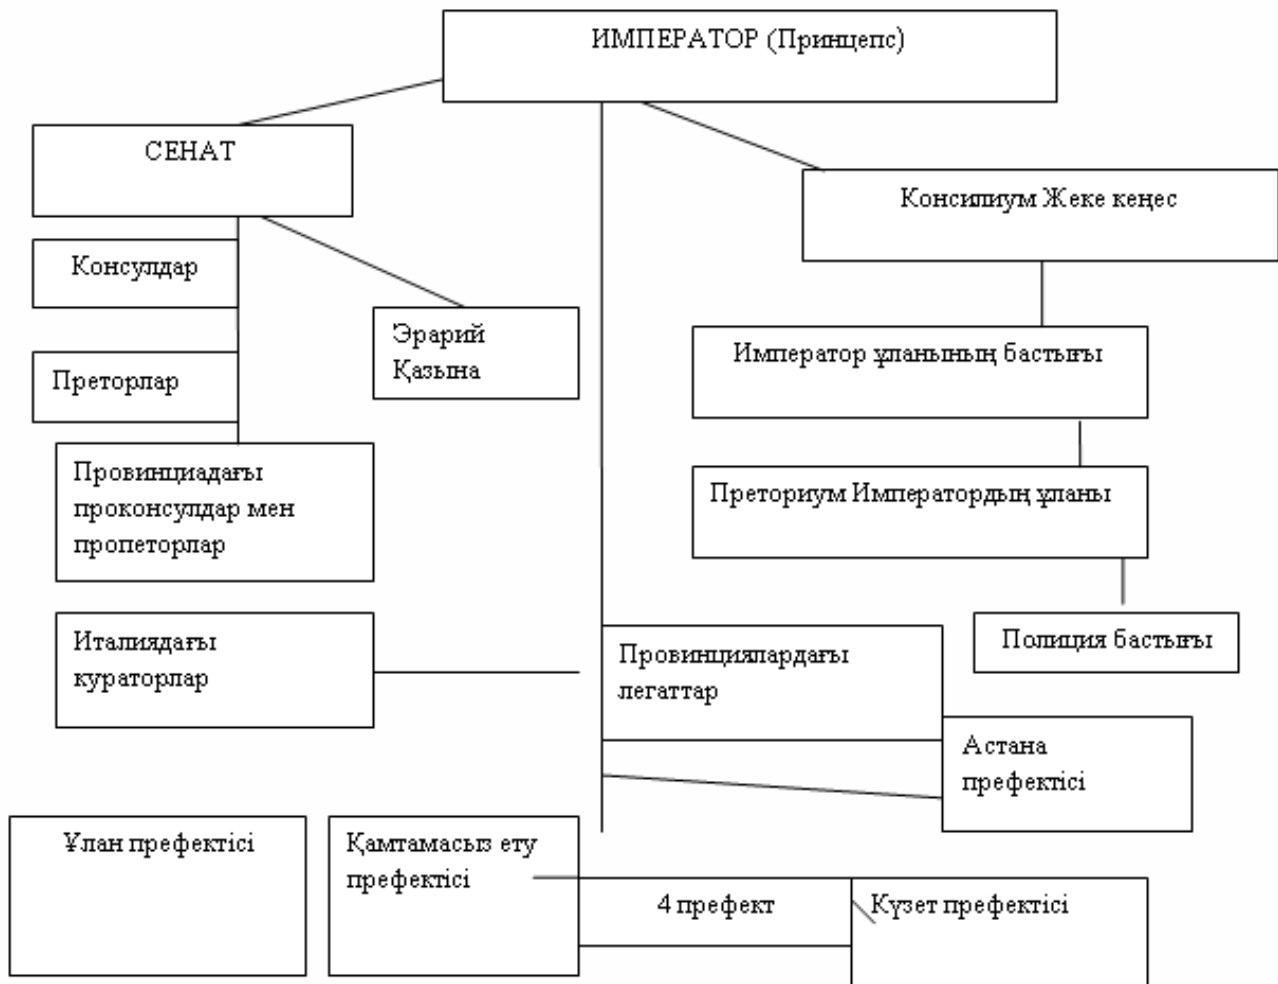 ИМПЕРАТОР (Принцепс)
СЕНАТ
Консилиум Жеке кеңес
Консулдар
Эрарий
Қазына
Император ұланының бастығы
Преторлар
Провинциадағы
проконсулдар мен
пропеторлар
Преториум Императордың ұланы
Италиядағы
кураторлар
Провинциялардағы
легаттар
Полиция бастығы
Астана
префектісі
Ұлан префектісі
Қамтамасыз ету
префектісі
4 префект
Күзет префектісі